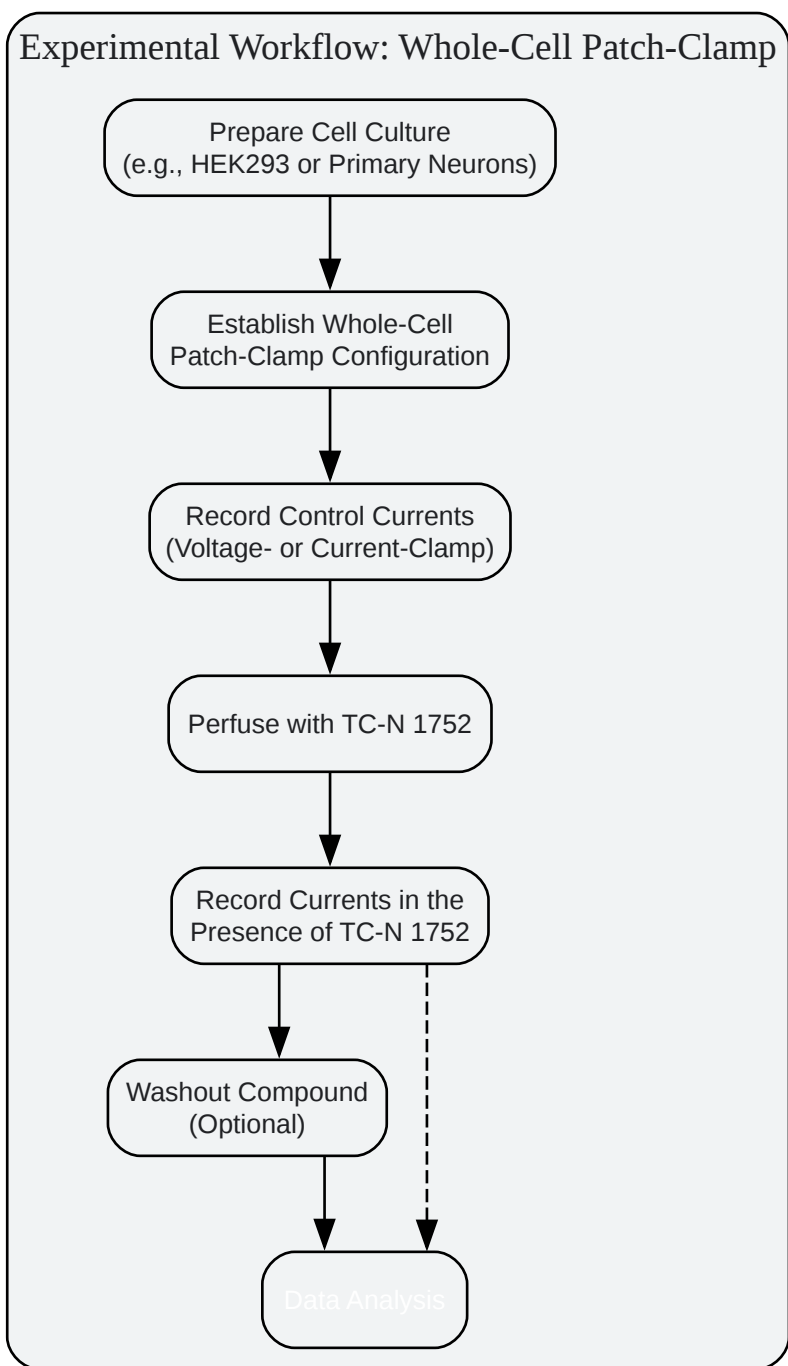 Experimental Workflow: Whole-Cell Patch-Clamp
Prepare Cell Culture
(e.g., HEK293 or Primary Neurons)
Establish Whole-Cell
Patch-Clamp Configuration
Record Control Currents
(Voltage- or Current-Clamp)
Perfuse with TC-N 1752
Record Currents in the
Presence of TC-N 1752
Washout Compound
(Optional)
Data Analysis